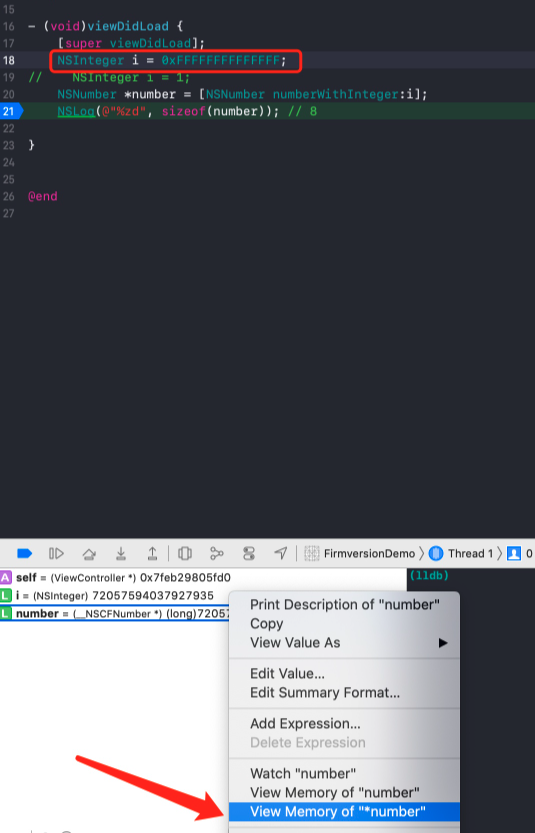 15
16 - (void)viewDidLoad {
17 [super viewDidLoad];
18 NSInteger i = 0xFFFFFFFFFFFFFF;
19 // NSInteger i = 1;
20 NSNumber *number = [NSNumber numberWithInteger:i];
21 NSLog(@"%zd", sizeof(number)); // 8
22
23 }
24
25
26 @end
27
FirmversionDemo 〉 Thread 1 〉 0
A self = (ViewController *) 0x7feb29805fd0
(lldb)
L i = (NSInteger) 72057594037927935
L number = (__NSCFNumber *) (long)72057
Print Description of "number"
Copy
View Value As
Edit Value...
Edit Summary Format...
Add Expression...
Delete Expression
Watch "number"
View Memory of "number"
View Memory of "*number"